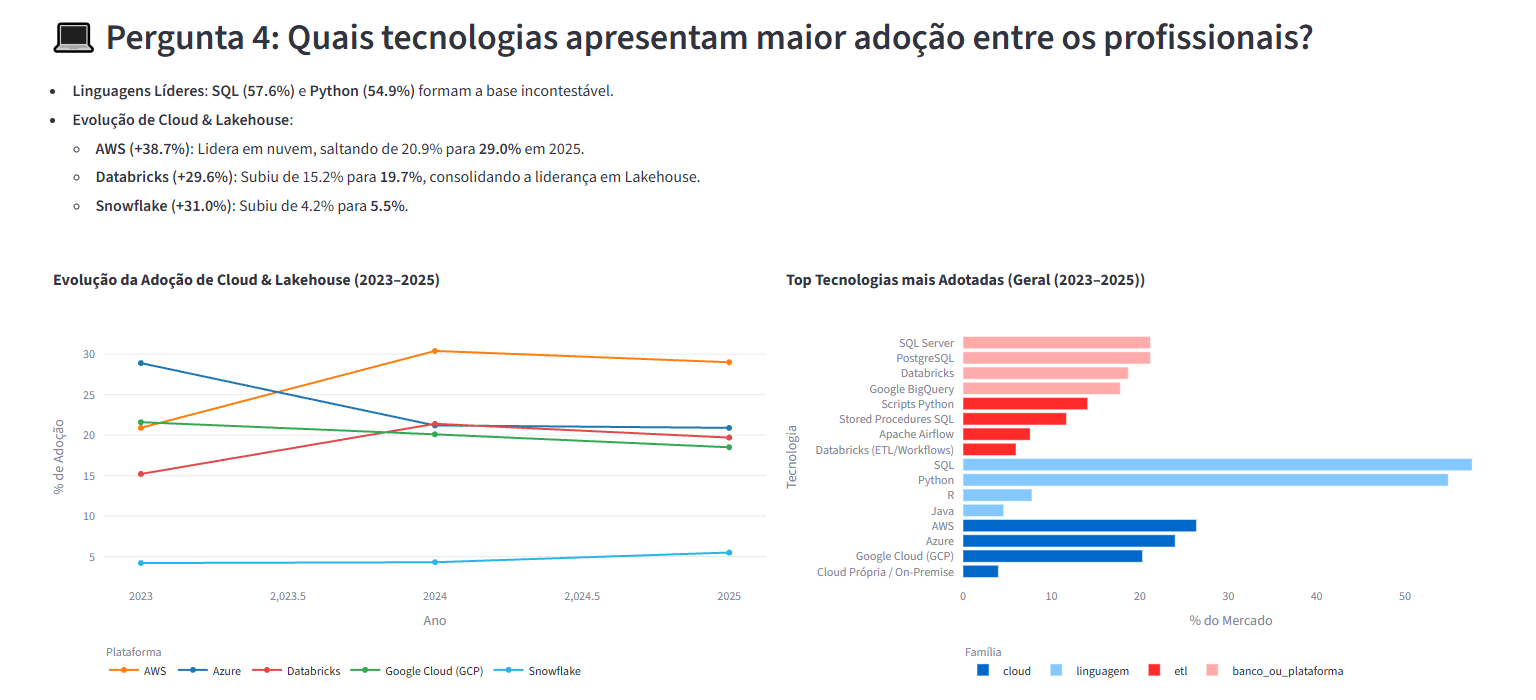 Pergunta 4: Quais tecnologias apresentam maior adoção entre os profissionais?
Linguagens Líderes: SQL (57.6%) e Python (54.9%) formam a base incontestável.
Evolução de Cloud & Lakehouse:
AWS (+38.7%): Lidera em nuvem, saltando de 20.9% para 29.0% em 2025.
Databricks (+29.6%): Subiu de 15.2% para 19.7%, consolidando a liderança em Lakehouse.
Snowflake (+31.0%): Subiu de 4.2% para 5.5%.
Evolução da Adoção de Cloud & Lakehouse (2023–2025)
30
25
20
15
10
5
% de Adoção
2023
2,023.5
2024
2,024.5
2025
Ano
Plataforma
AWS
Azure
Databricks
Google Cloud (GCP)
Snowflake
Top Tecnologias mais Adotadas (Geral (2023–2025))
Tecnologia
SQL Server
PostgreSQL
Databricks
Google BigQuery
Scripts Python
Stored Procedures SQL
Apache Airflow
Databricks (ETL/Workflows)
SQL
Python
R
Java
AWS
Azure
Google Cloud (GCP)
Cloud Própria / On-Premise
0
10
20
30
40
50
% do Mercado
Família
cloud
linguagem
etl
banco_ou_plataforma